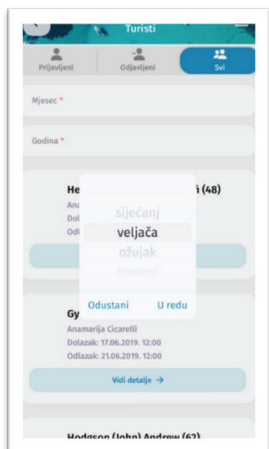 Turisti
Prijavljeni
Odjavljeni
Svi
Mjesec *
Godina *
He
(48)
Ana
Dol
Odl
siječanj
veljača
ožujak
travanj
Odustani
U redu
Gy
Anamarija Cicarelli
Dolazak: 17.06.2019. 12:00
Odlazak: 21.06.2019. 12:00
Vidi detalje →
Hodgson (John) Andrew (62)